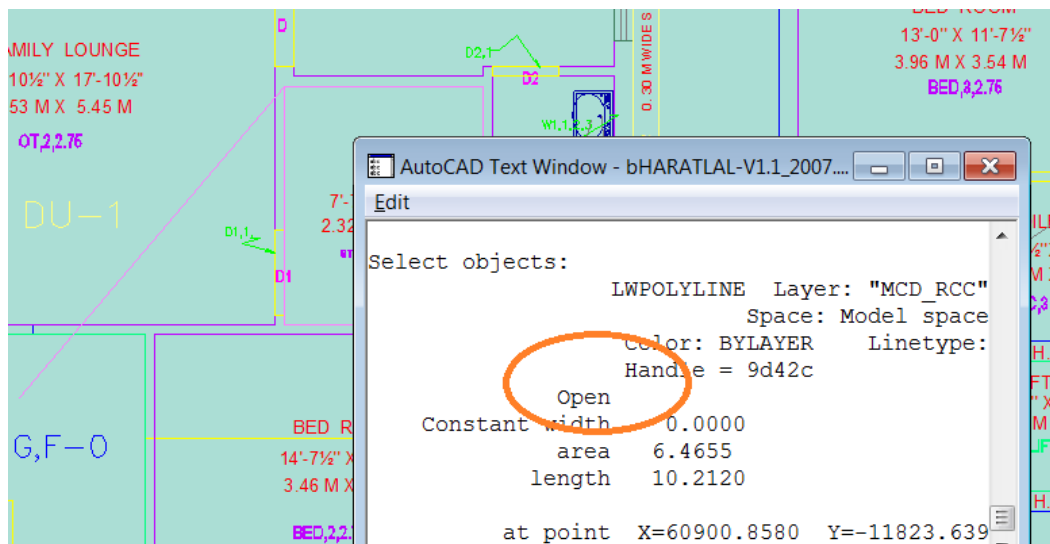 D
AMILY LOUNGE
10½" X 17'-10½"
53 M X 5.45 M
OT,2,2.75
D2,1
D2
W1,1,2,3
0.30 M WIDE S
BED ROOM
13'-0" X 11'-7½"
3.96 M X 3.54 M
BED,3,2.75
DU-1
D1,1,
D1
7'-
2.32
G,F-0
BED R
14'-7½" X
3.46 M X
BED,2,2.
AutoCAD Text Window - bHARATLAL-V1.1_2007....
Edit
Select objects:
LWPOLYLINE Layer: "MCD_RCC"
Space: Model space
Color: BYLAYER Linetype:
Handle = 9d42c
Open
Constant width 0.0000
area 6.4655
length 10.2120
at point X=60900.8580 Y=-11823.639